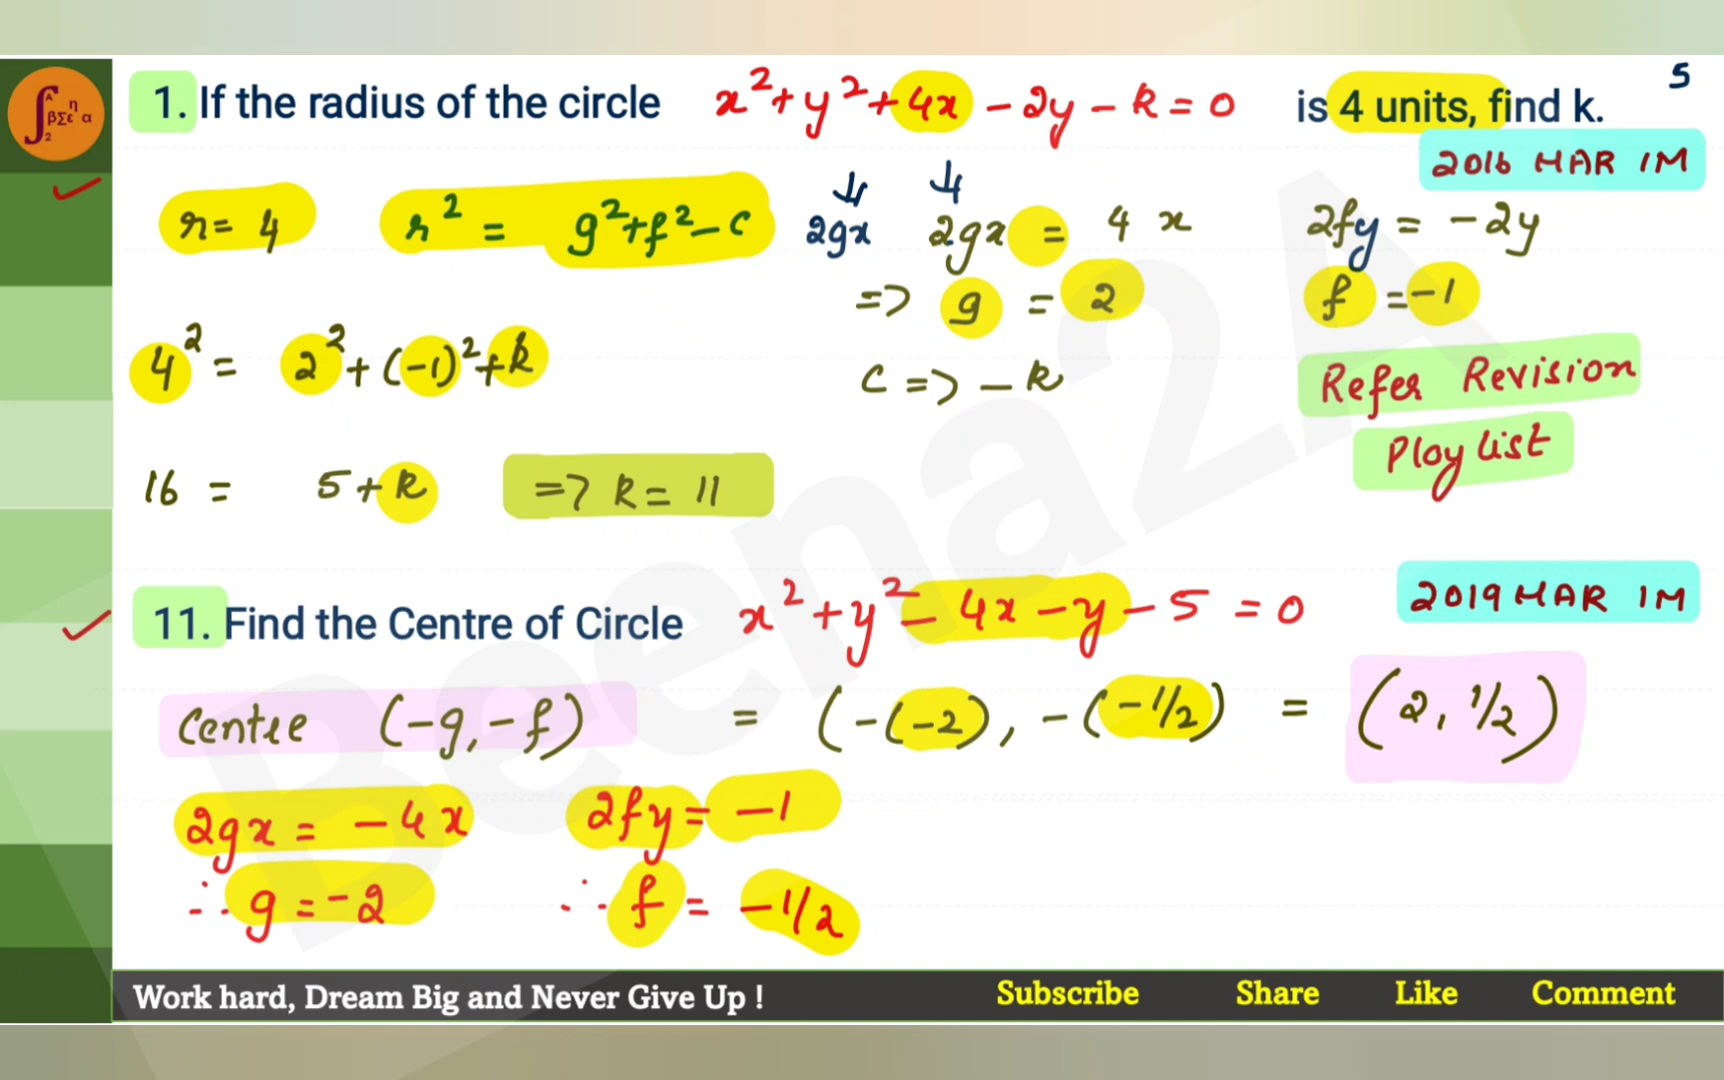 1. If the radius of the circle x²+y²+4x-2y-k=0 is 4 units, find k. 5
2016 MAR 1M
r=4 r² = g²+f²-c 2gx 2gx = 4x 2fy = -2y
=> g = 2 f = -1
4² = 2²+(-1)²+k c => -k Refer Revision
Play list
16 = 5+k => k = 11
11. Find the Centre of Circle x²+y²-4x-y-5=0 2019 MAR 1M
Centre (-g,-f) = (-(-2), -(-1/2) = (2, 1/2)
2gx = -4x 2fy = -1
∴ g = -2 ∴ f = -1/2
Beena2A
Work hard, Dream Big and Never Give Up ! Subscribe Share Like Comment